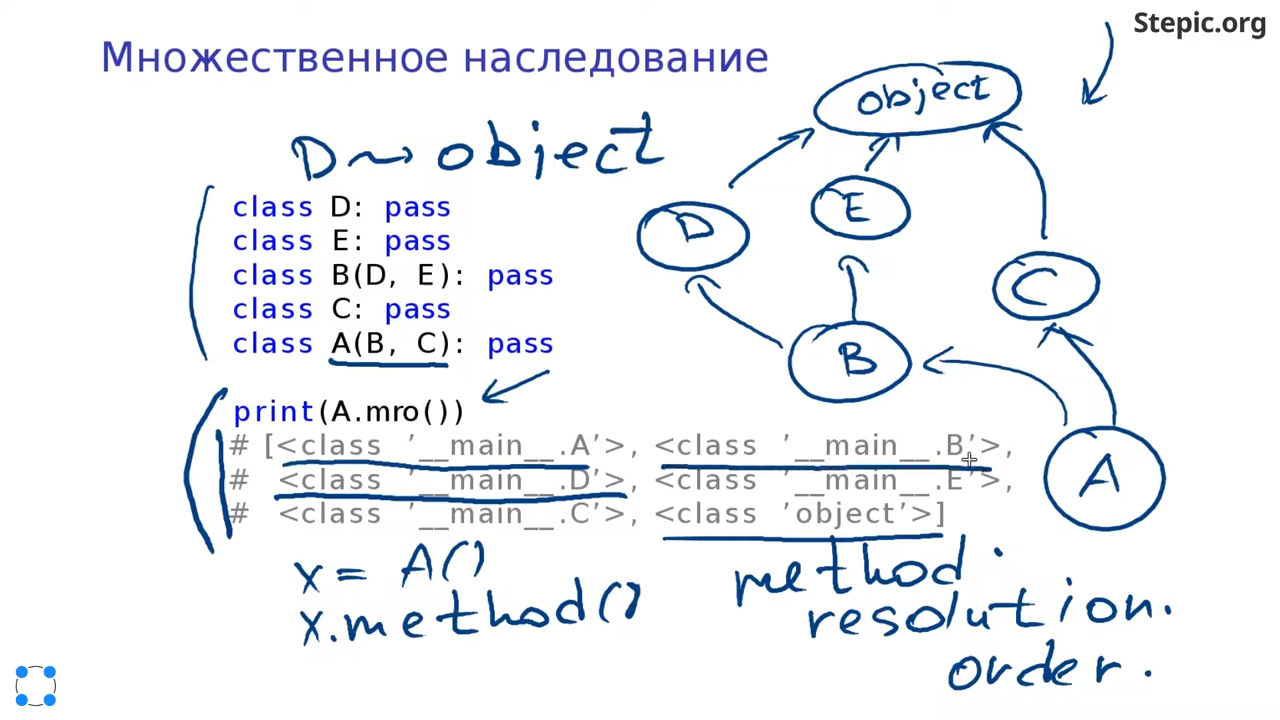 Stepic.org
Множественное наследование
D ~> object
object
D
E
C
B
A
class D: pass
class E: pass
class B(D, E): pass
class C: pass
class A(B, C): pass
print(A.mro())
# [<class ’__main__.A’>, <class ’__main__.B’>,
# <class ’__main__.D’>, <class ’__main__.E’>,
# <class ’__main__.C’>, <class ’object’>]
x = A()
x.method()
method
resolution.
order.